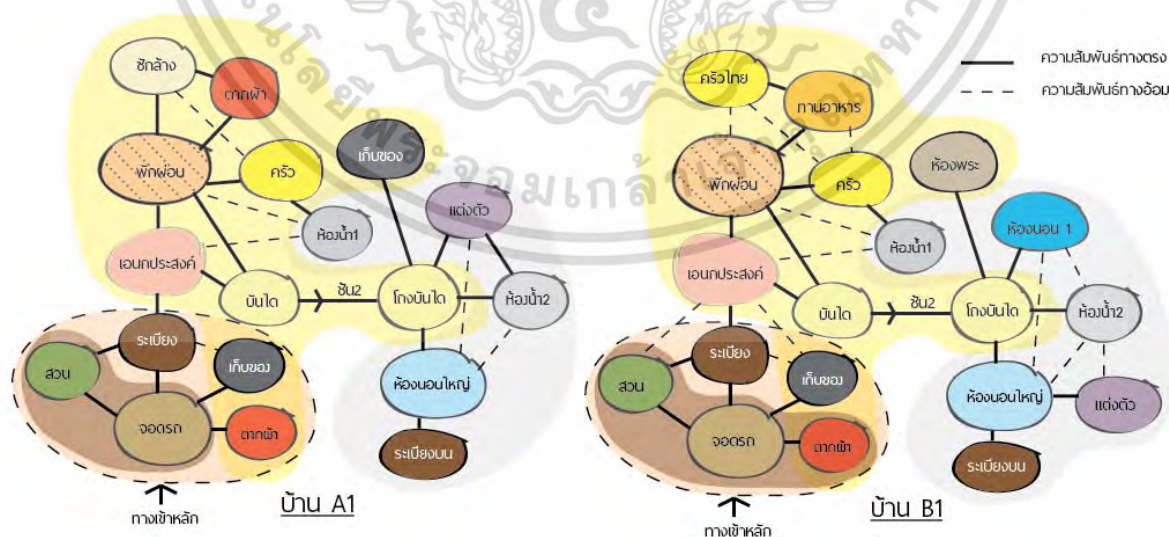 ความสัมพันธ์ทางตรง
ความสัมพันธ์ทางอ้อม
ซักล้าง
ตากผ้า
พักผ่อน
ครัว
เก็บของ
แต่งตัว
ห้องน้ำ1
เอนกประสงค์
บันได
ชั้น2
โถงบันได
ห้องน้ำ2
ระเบียง
สวน
เก็บของ
จอดรถ
ตากผ้า
ห้องนอนใหญ่
ระเบียงบน
ทางเข้าหลัก
บ้าน A1
ครัวไทย
ทานอาหาร
พักผ่อน
ครัว
ห้องพระ
ห้องนอน 1
ห้องน้ำ1
เอนกประสงค์
บันได
ชั้น2
โถงบันได
ห้องน้ำ2
ระเบียง
สวน
เก็บของ
จอดรถ
ตากผ้า
ห้องนอนใหญ่
แต่งตัว
ระเบียงบน
ทางเข้าหลัก
บ้าน B1